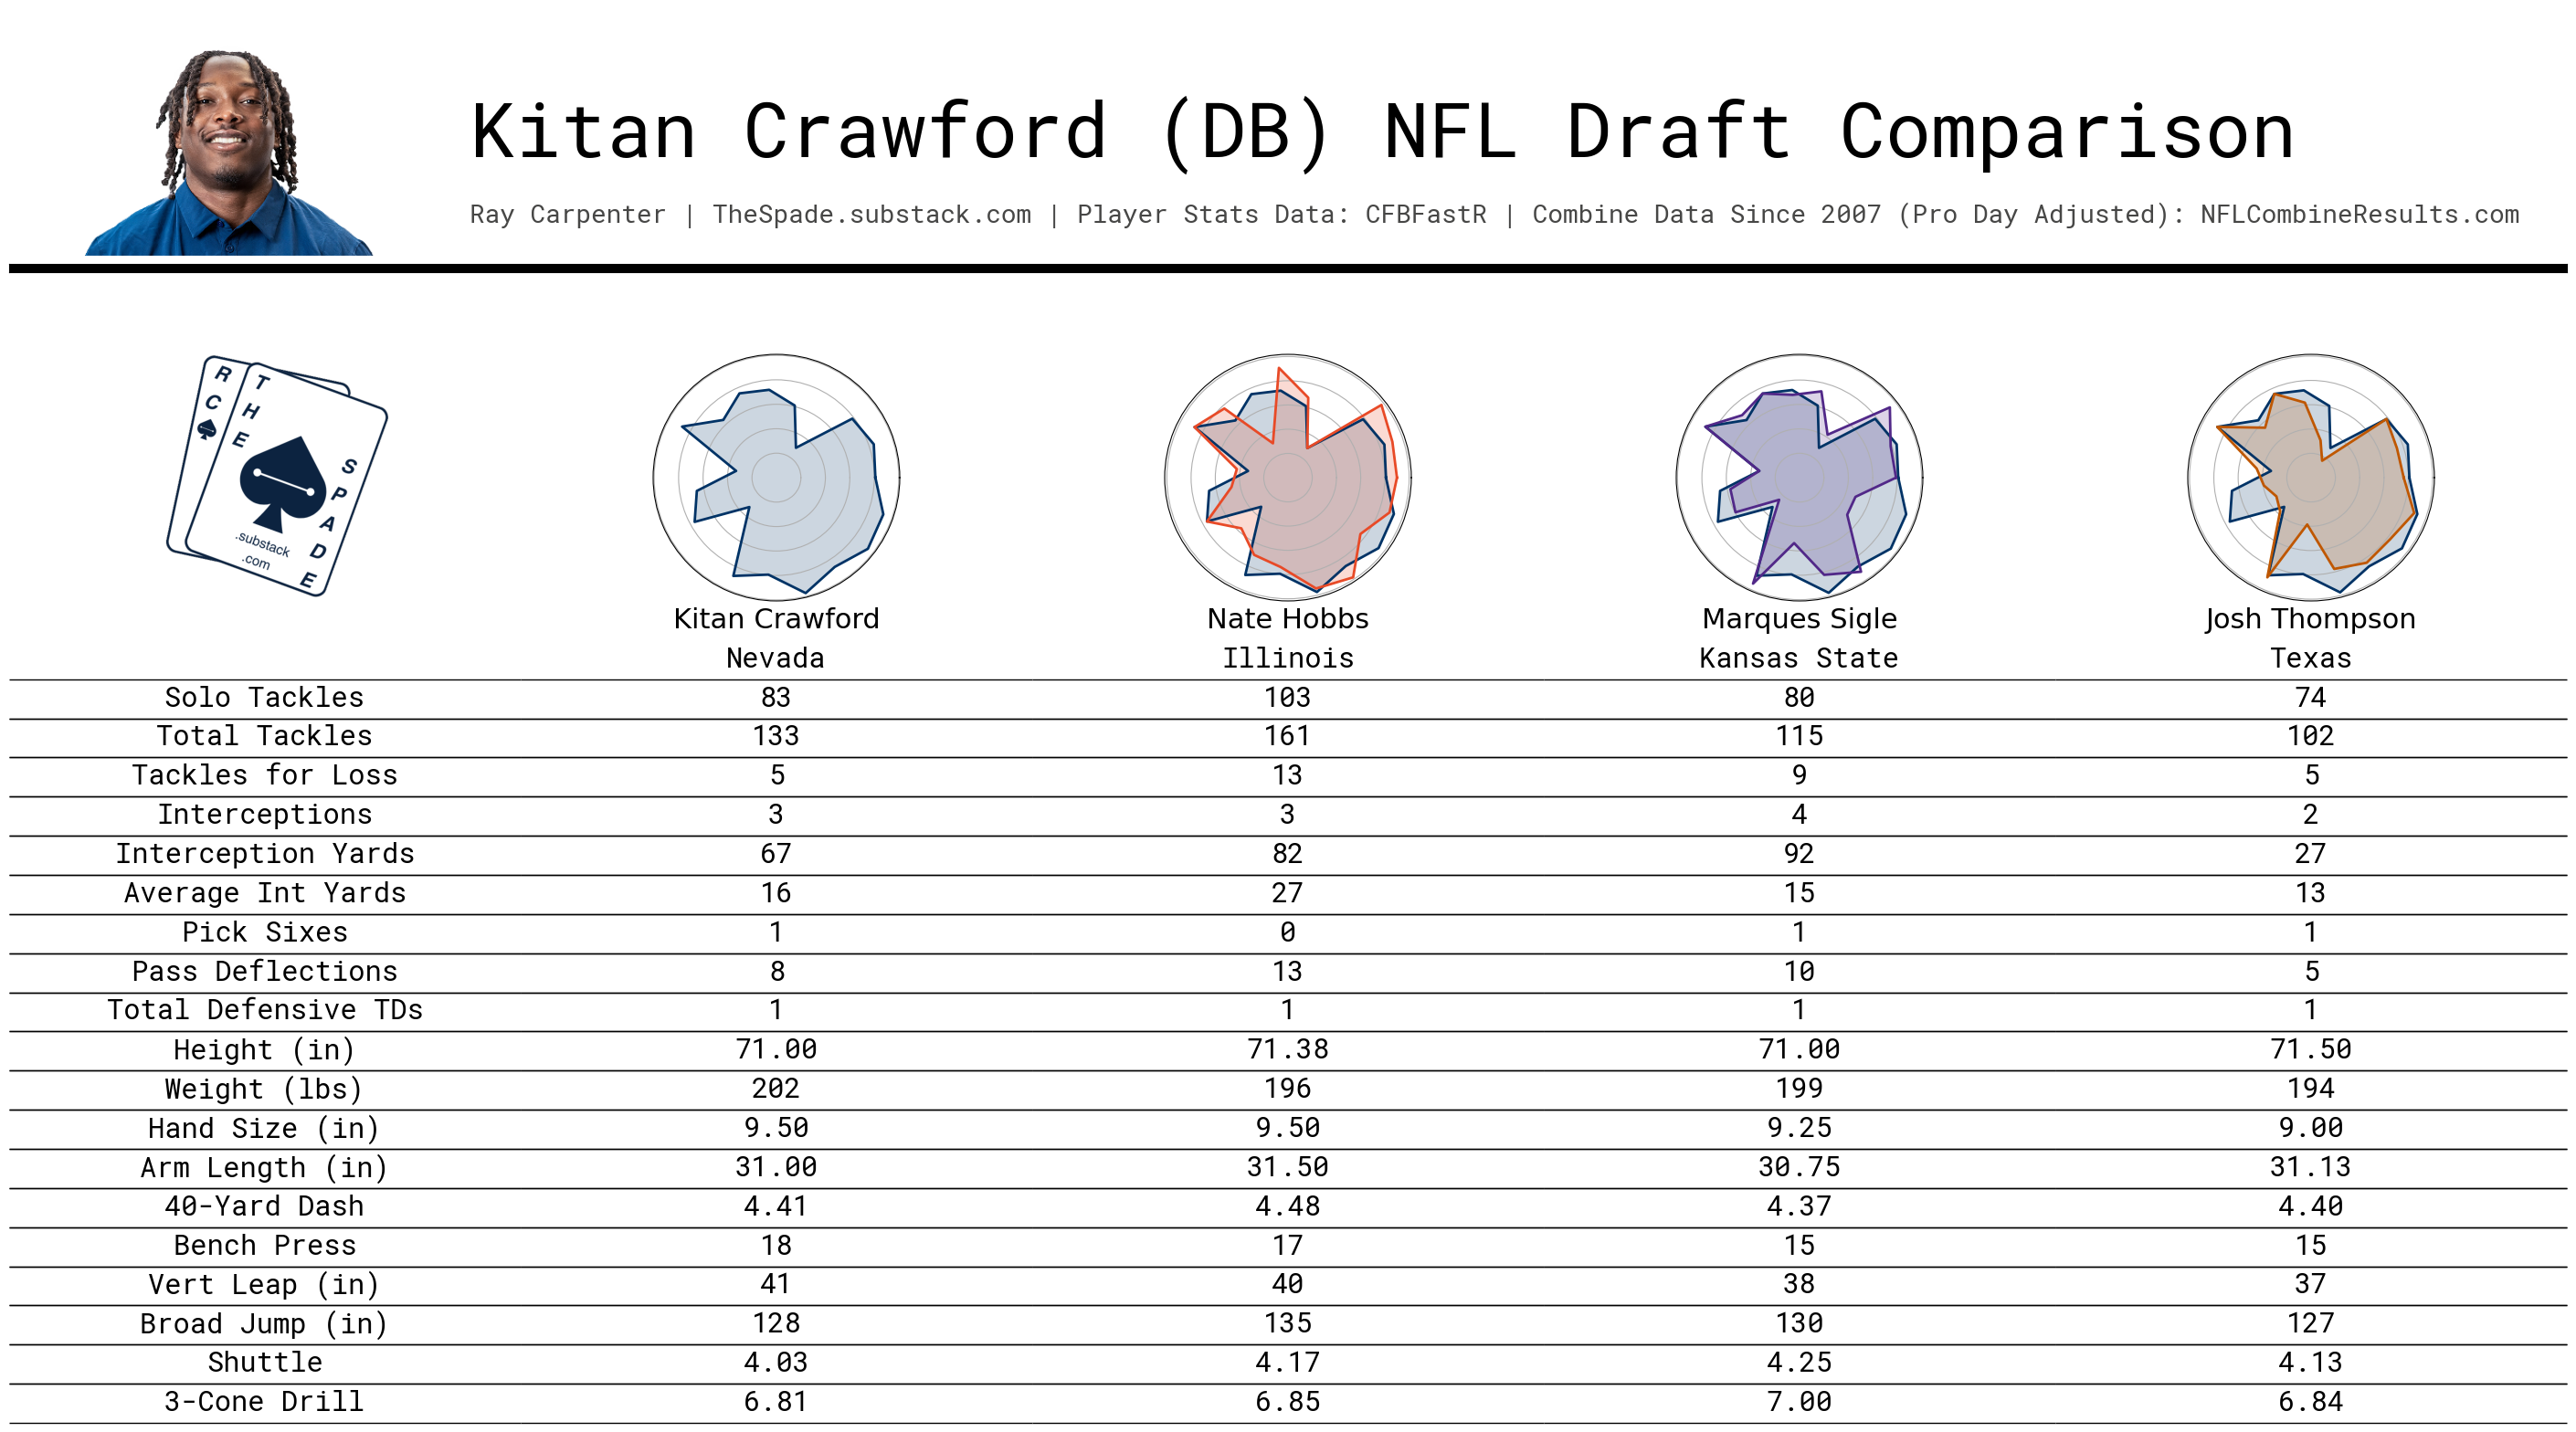 Kitan Crawford (DB) NFL Draft Comparison
Ray Carpenter | TheSpade.substack.com | Player Stats Data: CFBFastR | Combine Data Since 2007 (Pro Day Adjusted): NFLCombineResults.com
RC
THE
SPADE
.substack
.com
Kitan Crawford Nate Hobbs Marques Sigle Josh Thompson
Nevada Illinois Kansas State Texas
Solo Tackles 83 103 80 74
Total Tackles 133 161 115 102
Tackles for Loss 5 13 9 5
Interceptions 3 3 4 2
Interception Yards 67 82 92 27
Average Int Yards 16 27 15 13
Pick Sixes 1 0 1 1
Pass Deflections 8 13 10 5
Total Defensive TDs 1 1 1 1
Height (in) 71.00 71.38 71.00 71.50
Weight (lbs) 202 196 199 194
Hand Size (in) 9.50 9.50 9.25 9.00
Arm Length (in) 31.00 31.50 30.75 31.13
40-Yard Dash 4.41 4.48 4.37 4.40
Bench Press 18 17 15 15
Vert Leap (in) 41 40 38 37
Broad Jump (in) 128 135 130 127
Shuttle 4.03 4.17 4.25 4.13
3-Cone Drill 6.81 6.85 7.00 6.84